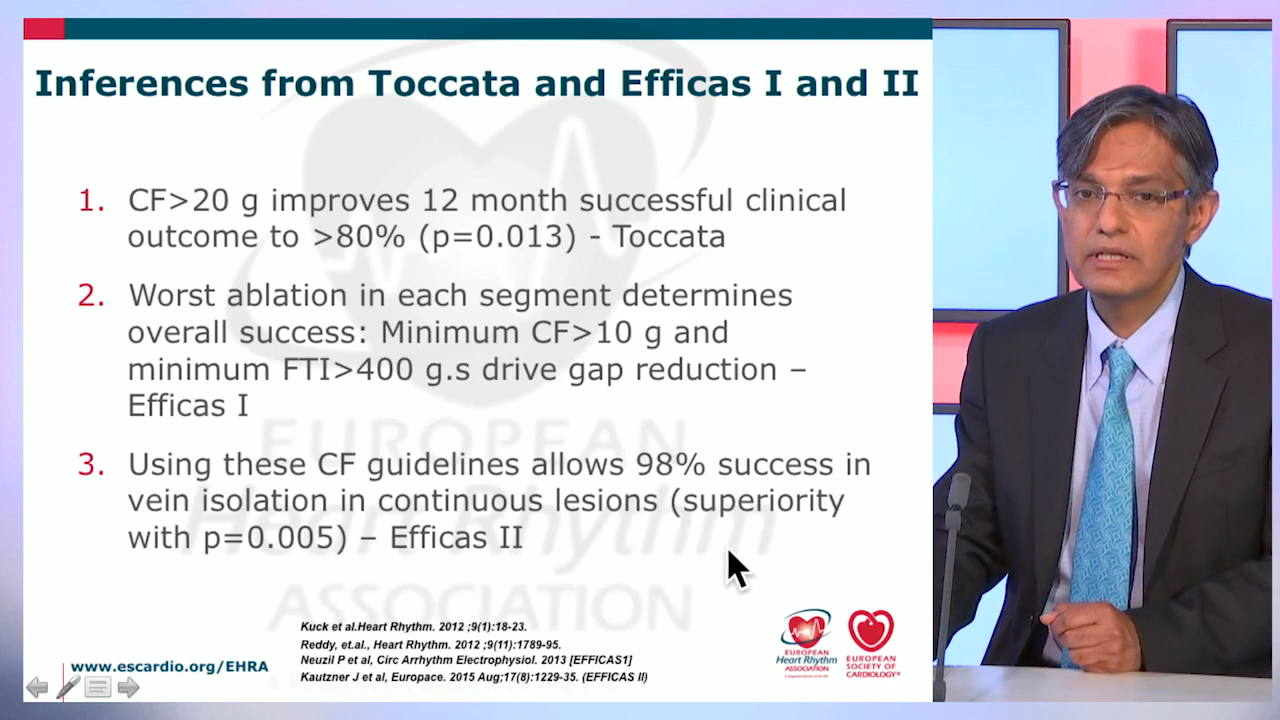 Inferences from Toccata and Efficas I and II
1. CF>20 g improves 12 month successful clinical
outcome to >80% (p=0.013) - Toccata
2. Worst ablation in each segment determines
overall success: Minimum CF>10 g and
minimum FTI>400 g.s drive gap reduction –
Efficas I
3. Using these CF guidelines allows 98% success in
vein isolation in continuous lesions (superiority
with p=0.005) – Efficas II
EUROPEAN
Heart Rhythm
ASSOCIATION
Kuck et al.Heart Rhythm. 2012 ;9(1):18-23.
Reddy, et.al., Heart Rhythm. 2012 ;9(11):1789-95.
Neuzil P et al, Circ Arrhythm Electrophysiol. 2013 [EFFICAS1]
Kautzner J et al, Europace. 2015 Aug;17(8):1229-35. (EFFICAS II)
www.escardio.org/EHRA
EUROPEAN
Heart Rhythm
ASSOCIATION
EUROPEAN
SOCIETY OF
CARDIOLOGY®